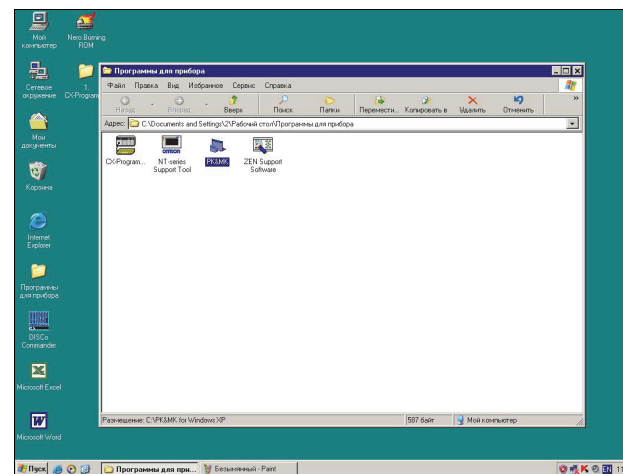 Мой
компьютер
Nero Burning
ROM
Сетевое
окружение
1.
CX-Program
Мои
документы
Корзина
Internet
Explorer
Программы
для прибора
DISCo
Commander
Microsoft Excel
Microsoft Word
Программы для прибора
Файл Правка Вид Избранное Сервис Справка
Назад Вперед Вверх Поиск Папки Перемести... Копировать в Удалить Отменить »
Адрес: C:\Documents and Settings\2\Рабочий стол\Программы для прибора
CX-Program...
omron
NT-series
Support Tool
PK&MK
ZEN Support
Software
Размещение: C:\PK&MK for Windows XP
587 байт
Мой компьютер
Пуск
Программы для при...
Безымянный - Paint
EN
11